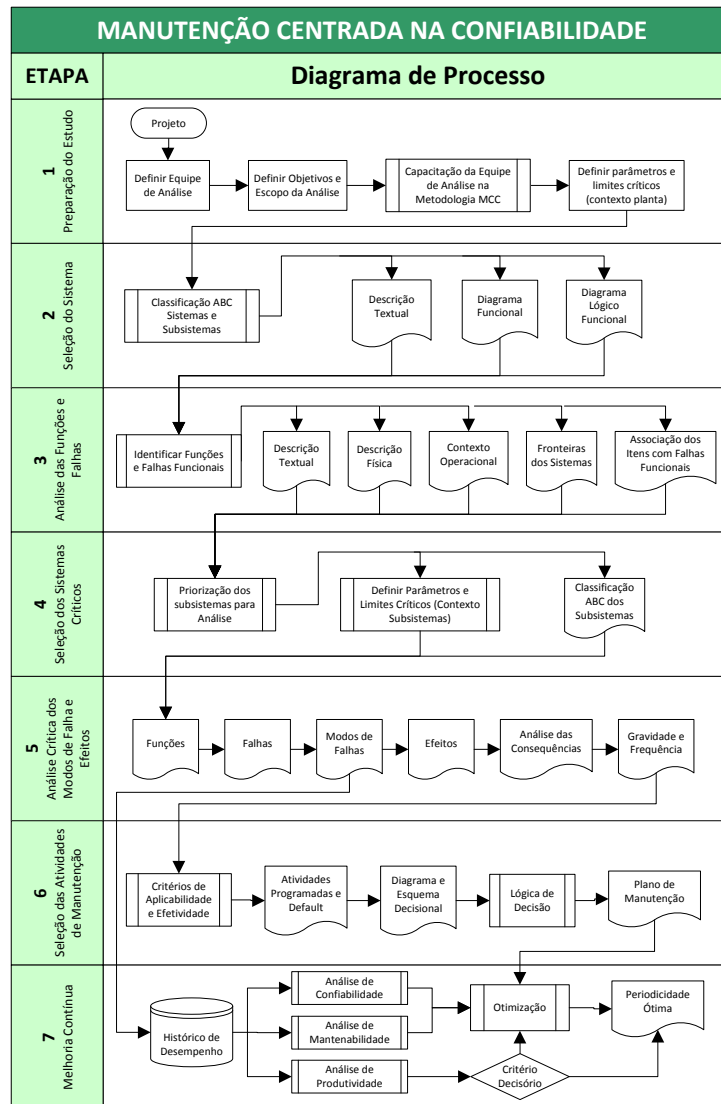 MANUTENÇÃO CENTRADA NA CONFIABILIDADE
ETAPA
Diagrama de Processo
1
Preparação do Estudo
Projeto
Definir Equipe
de Análise
Definir Objetivos e
Escopo da Análise
Capacitação da Equipe
de Análise na
Metodologia MCC
Definir parâmetros e
limites críticos
(contexto planta)
2
Seleção do Sistema
Classificação ABC
Sistemas e
Subsistemas
Descrição
Textual
Diagrama
Funcional
Diagrama
Lógico
Funcional
3
Análise das Funções e
Falhas
Identificar Funções
e Falhas Funcionais
Descrição
Textual
Descrição
Física
Contexto
Operacional
Fronteiras
dos Sistemas
Associação dos
Itens com Falhas
Funcionais
4
Seleção dos Sistemas
Críticos
Priorização dos
subsistemas para
Análise
Definir Parâmetros e
Limites Críticos (Contexto
Subsistemas)
Classificação
ABC dos
Subsistemas
5
Análise Crítica dos
Modos de Falha e
Efeitos
Funções
Falhas
Modos de
Falhas
Efeitos
Análise das
Consequências
Gravidade e
Frequência
6
Seleção das Atividades
de Manutenção
Critérios de
Aplicabilidade
e Efetividade
Atividades
Programadas e
Default
Diagrama e
Esquema
Decisional
Lógica de
Decisão
Plano de
Manutenção
7
Melhoria Contínua
Histórico de
Desempenho
Análise de
Confiabilidade
Análise de
Mantenabilidade
Análise de
Produtividade
Otimização
Critério
Decisório
Periodicidade
Ótima